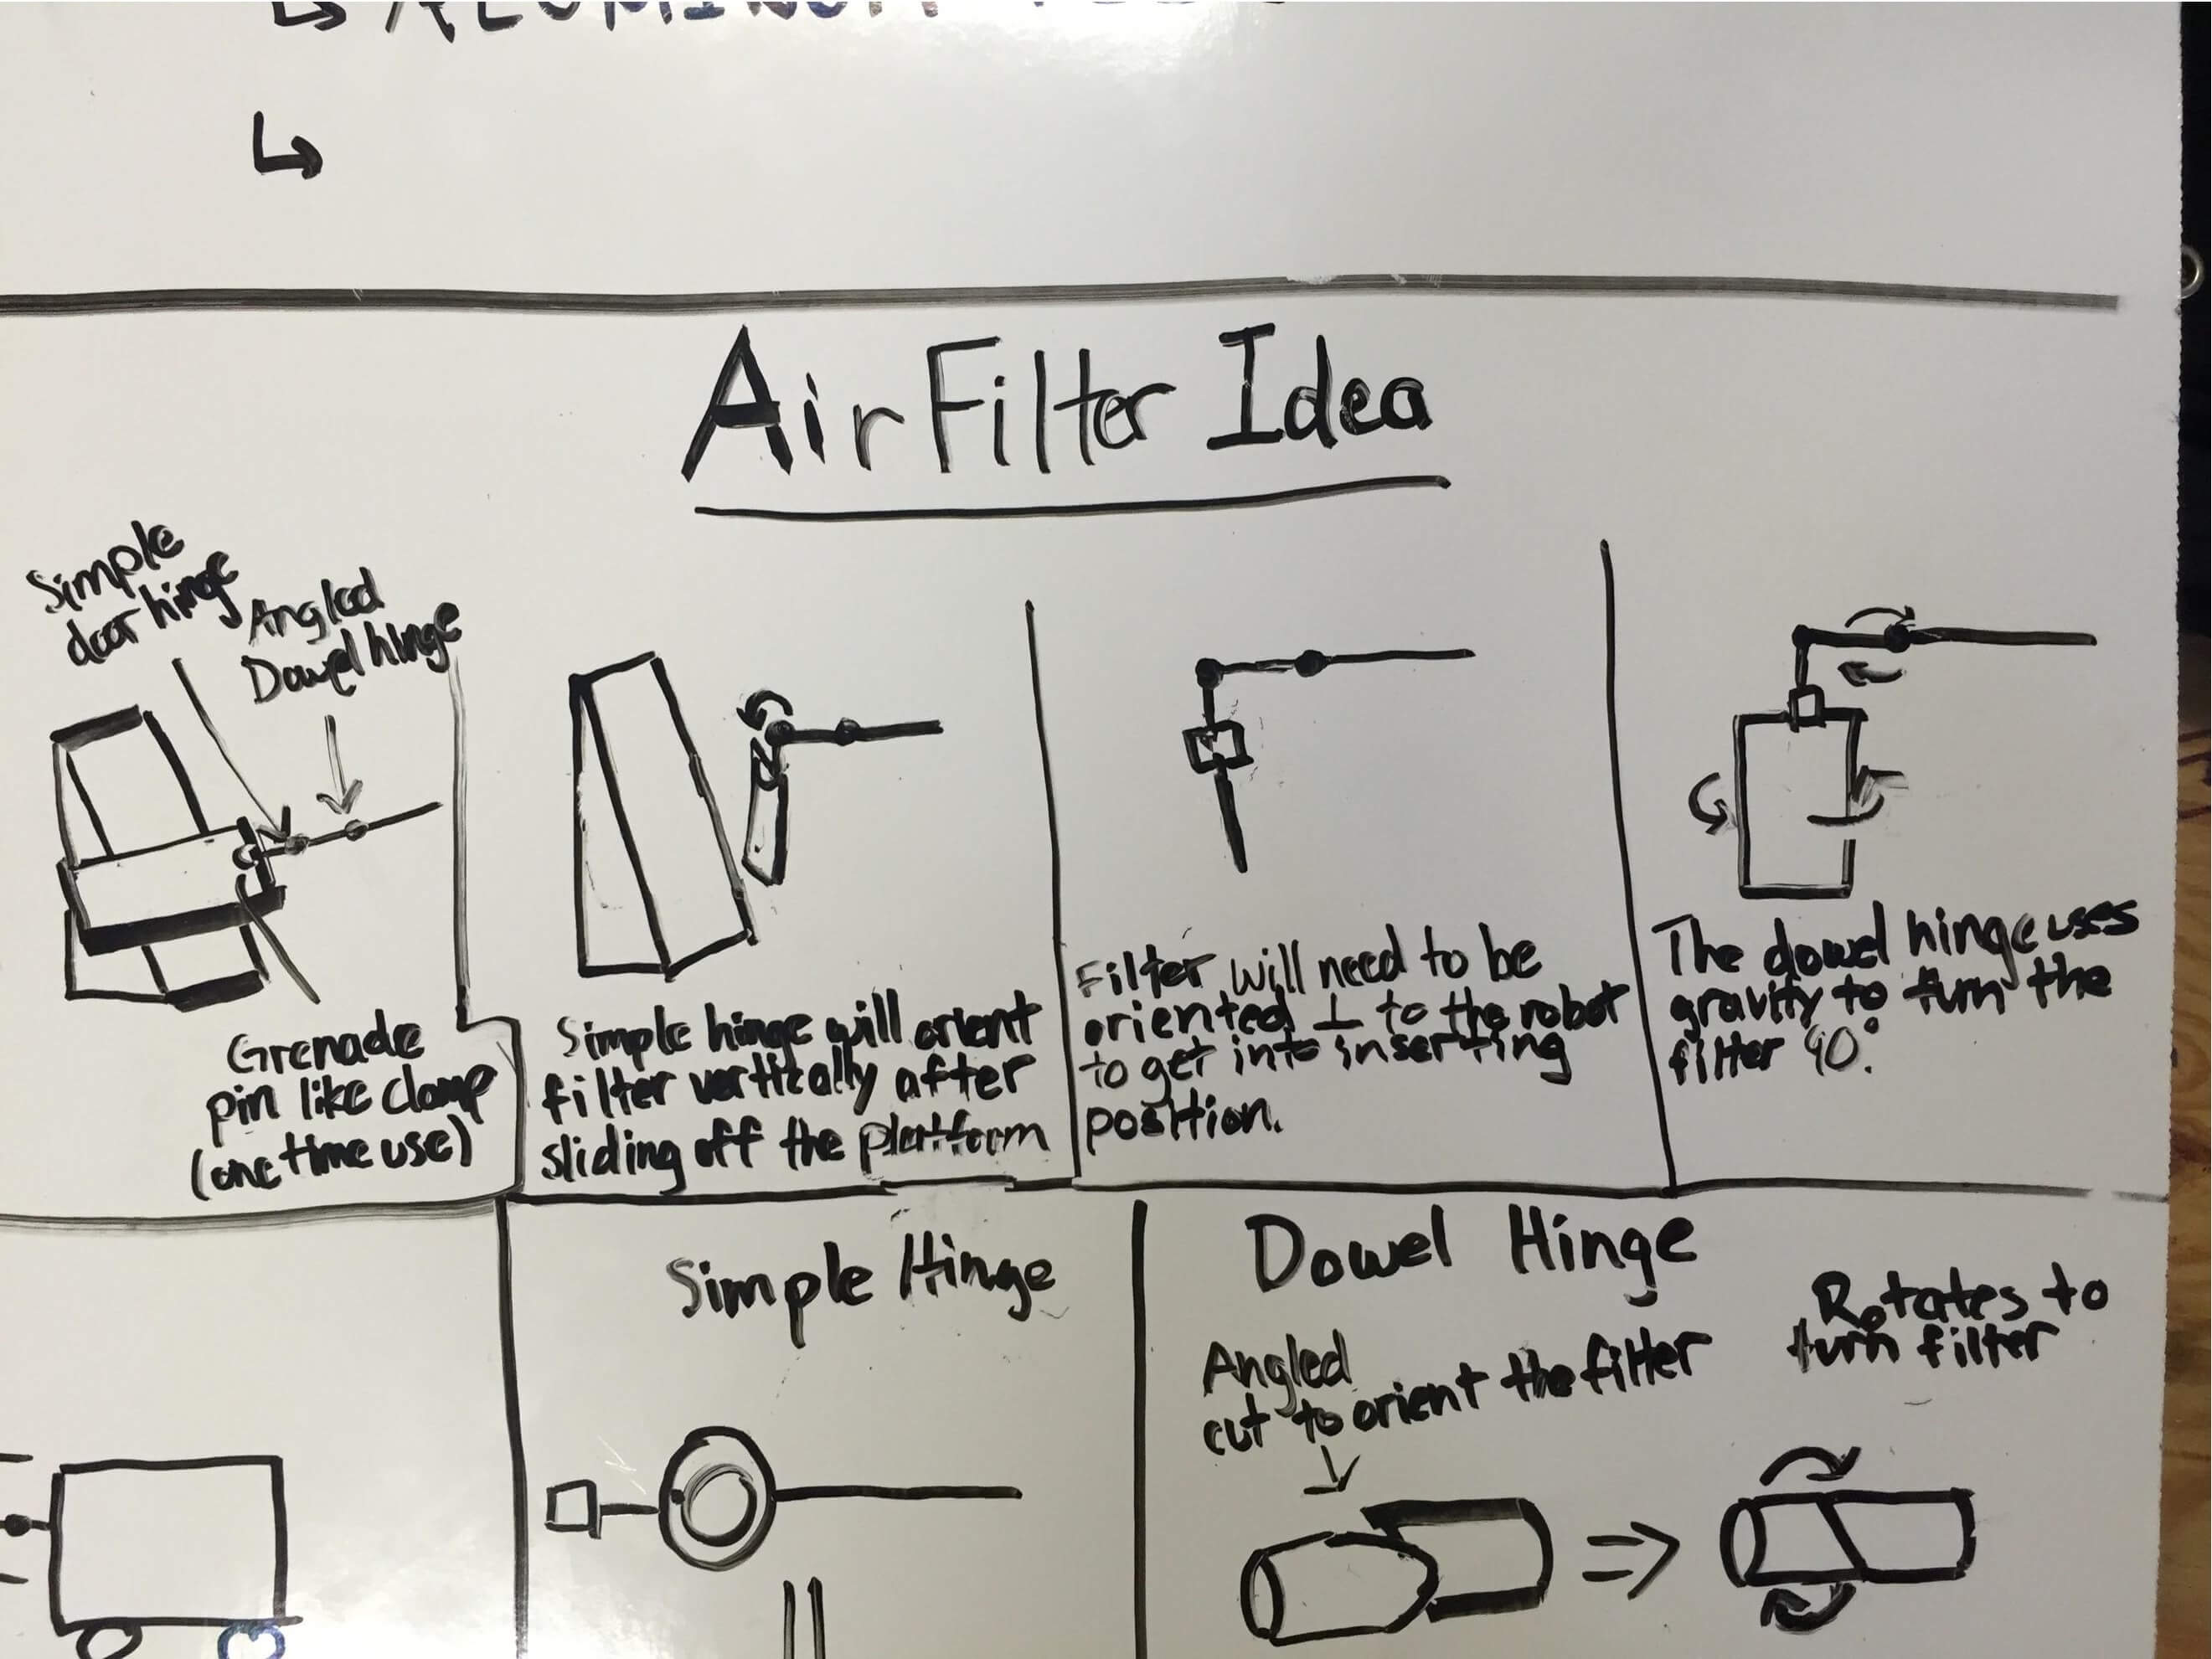 Air Filter Idea
Simple
door hinge
Angled
Dowel hinge
Grenade
pin like clamp
(one time use)
Simple hinge will orient
filter vertically after
sliding off the platform
Filter will need to be
oriented ⊥ to the robot
to get into inserting
position.
The dowel hinge uses
gravity to turn the
filter 90°.
Simple Hinge
Dowel Hinge
Angled
cut to orient the filter
Rotates to
turn filter